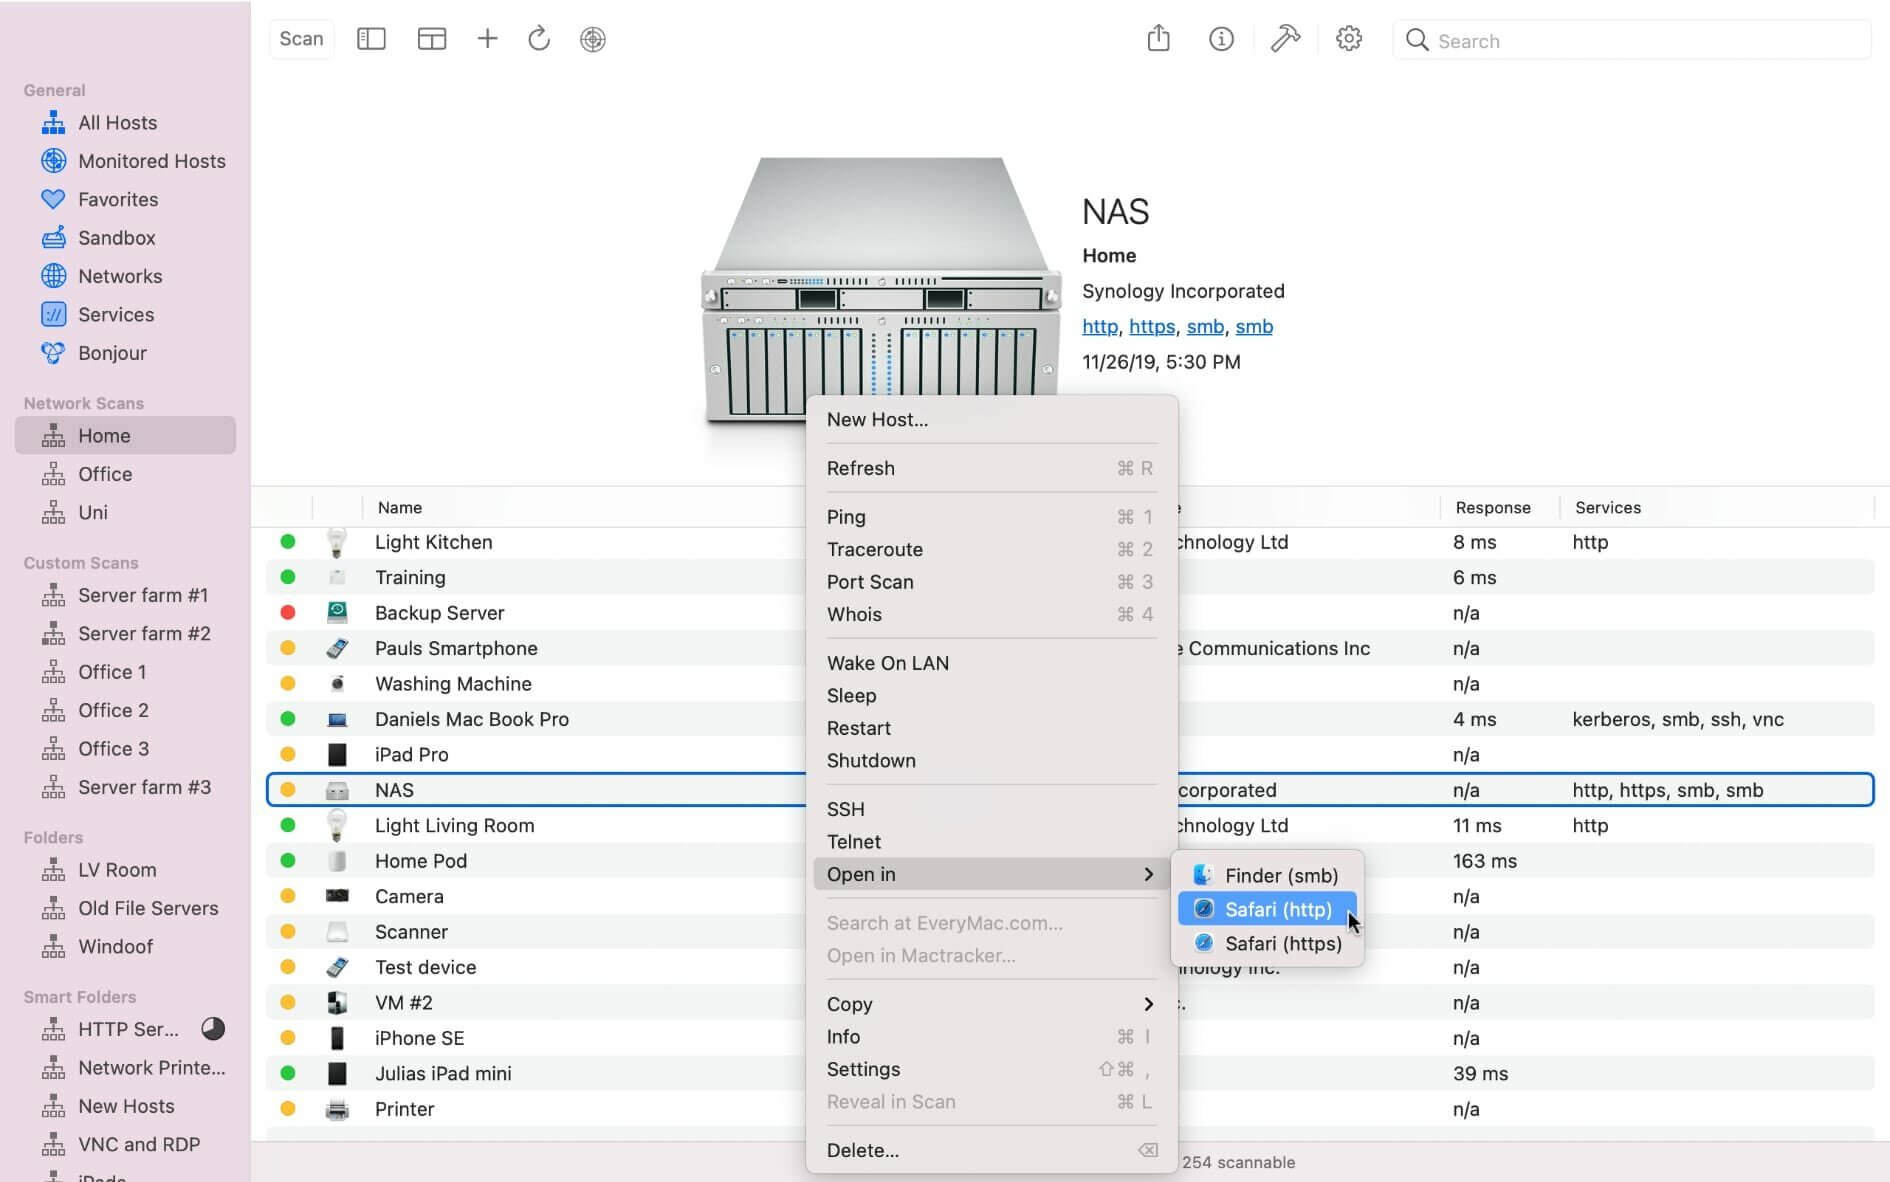 Scan
Search
General
All Hosts
Monitored Hosts
Favorites
Sandbox
Networks
Services
Bonjour
Network Scans
Home
Office
Uni
Custom Scans
Server farm #1
Server farm #2
Office 1
Office 2
Office 3
Server farm #3
Folders
LV Room
Old File Servers
Windoof
Smart Folders
HTTP Ser...
Network Printe...
New Hosts
VNC and RDP
NAS
Home
Synology Incorporated
http, https, smb, smb
11/26/19, 5:30 PM
Name Response Services
Light Kitchen chnology Ltd 8 ms http
Training 6 ms
Backup Server n/a
Pauls Smartphone e Communications Inc n/a
Washing Machine n/a
Daniels Mac Book Pro 4 ms kerberos, smb, ssh, vnc
iPad Pro n/a
NAS corporated n/a http, https, smb, smb
Light Living Room chnology Ltd 11 ms http
Home Pod 163 ms
Camera n/a
Scanner n/a
Test device nology Inc. n/a
VM #2 c. n/a
iPhone SE n/a
Julias iPad mini 39 ms
Printer n/a
254 scannable
New Host...
Refresh ⌘ R
Ping ⌘ 1
Traceroute ⌘ 2
Port Scan ⌘ 3
Whois ⌘ 4
Wake On LAN
Sleep
Restart
Shutdown
SSH
Telnet
Open in
Search at EveryMac.com...
Open in Mactracker...
Copy
Info ⌘ I
Settings ⇧⌘ ,
Reveal in Scan ⌘ L
Delete... ⌫
Finder (smb)
Safari (http)
Safari (https)